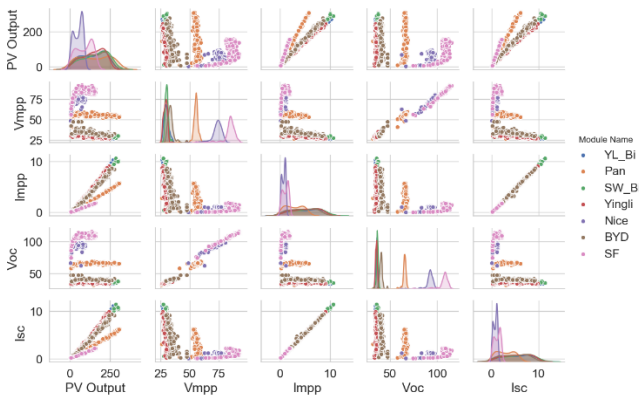 PV Output
200
0
Vmpp
75
50
25
Impp
10
0
Voc
100
50
Isc
10
0
0 250
25 50 75
0 10
50 100
0 10
PV Output Vmpp Impp Voc Isc
Module Name
YL_Bi
Pan
SW_B
Yingli
Nice
BYD
SF